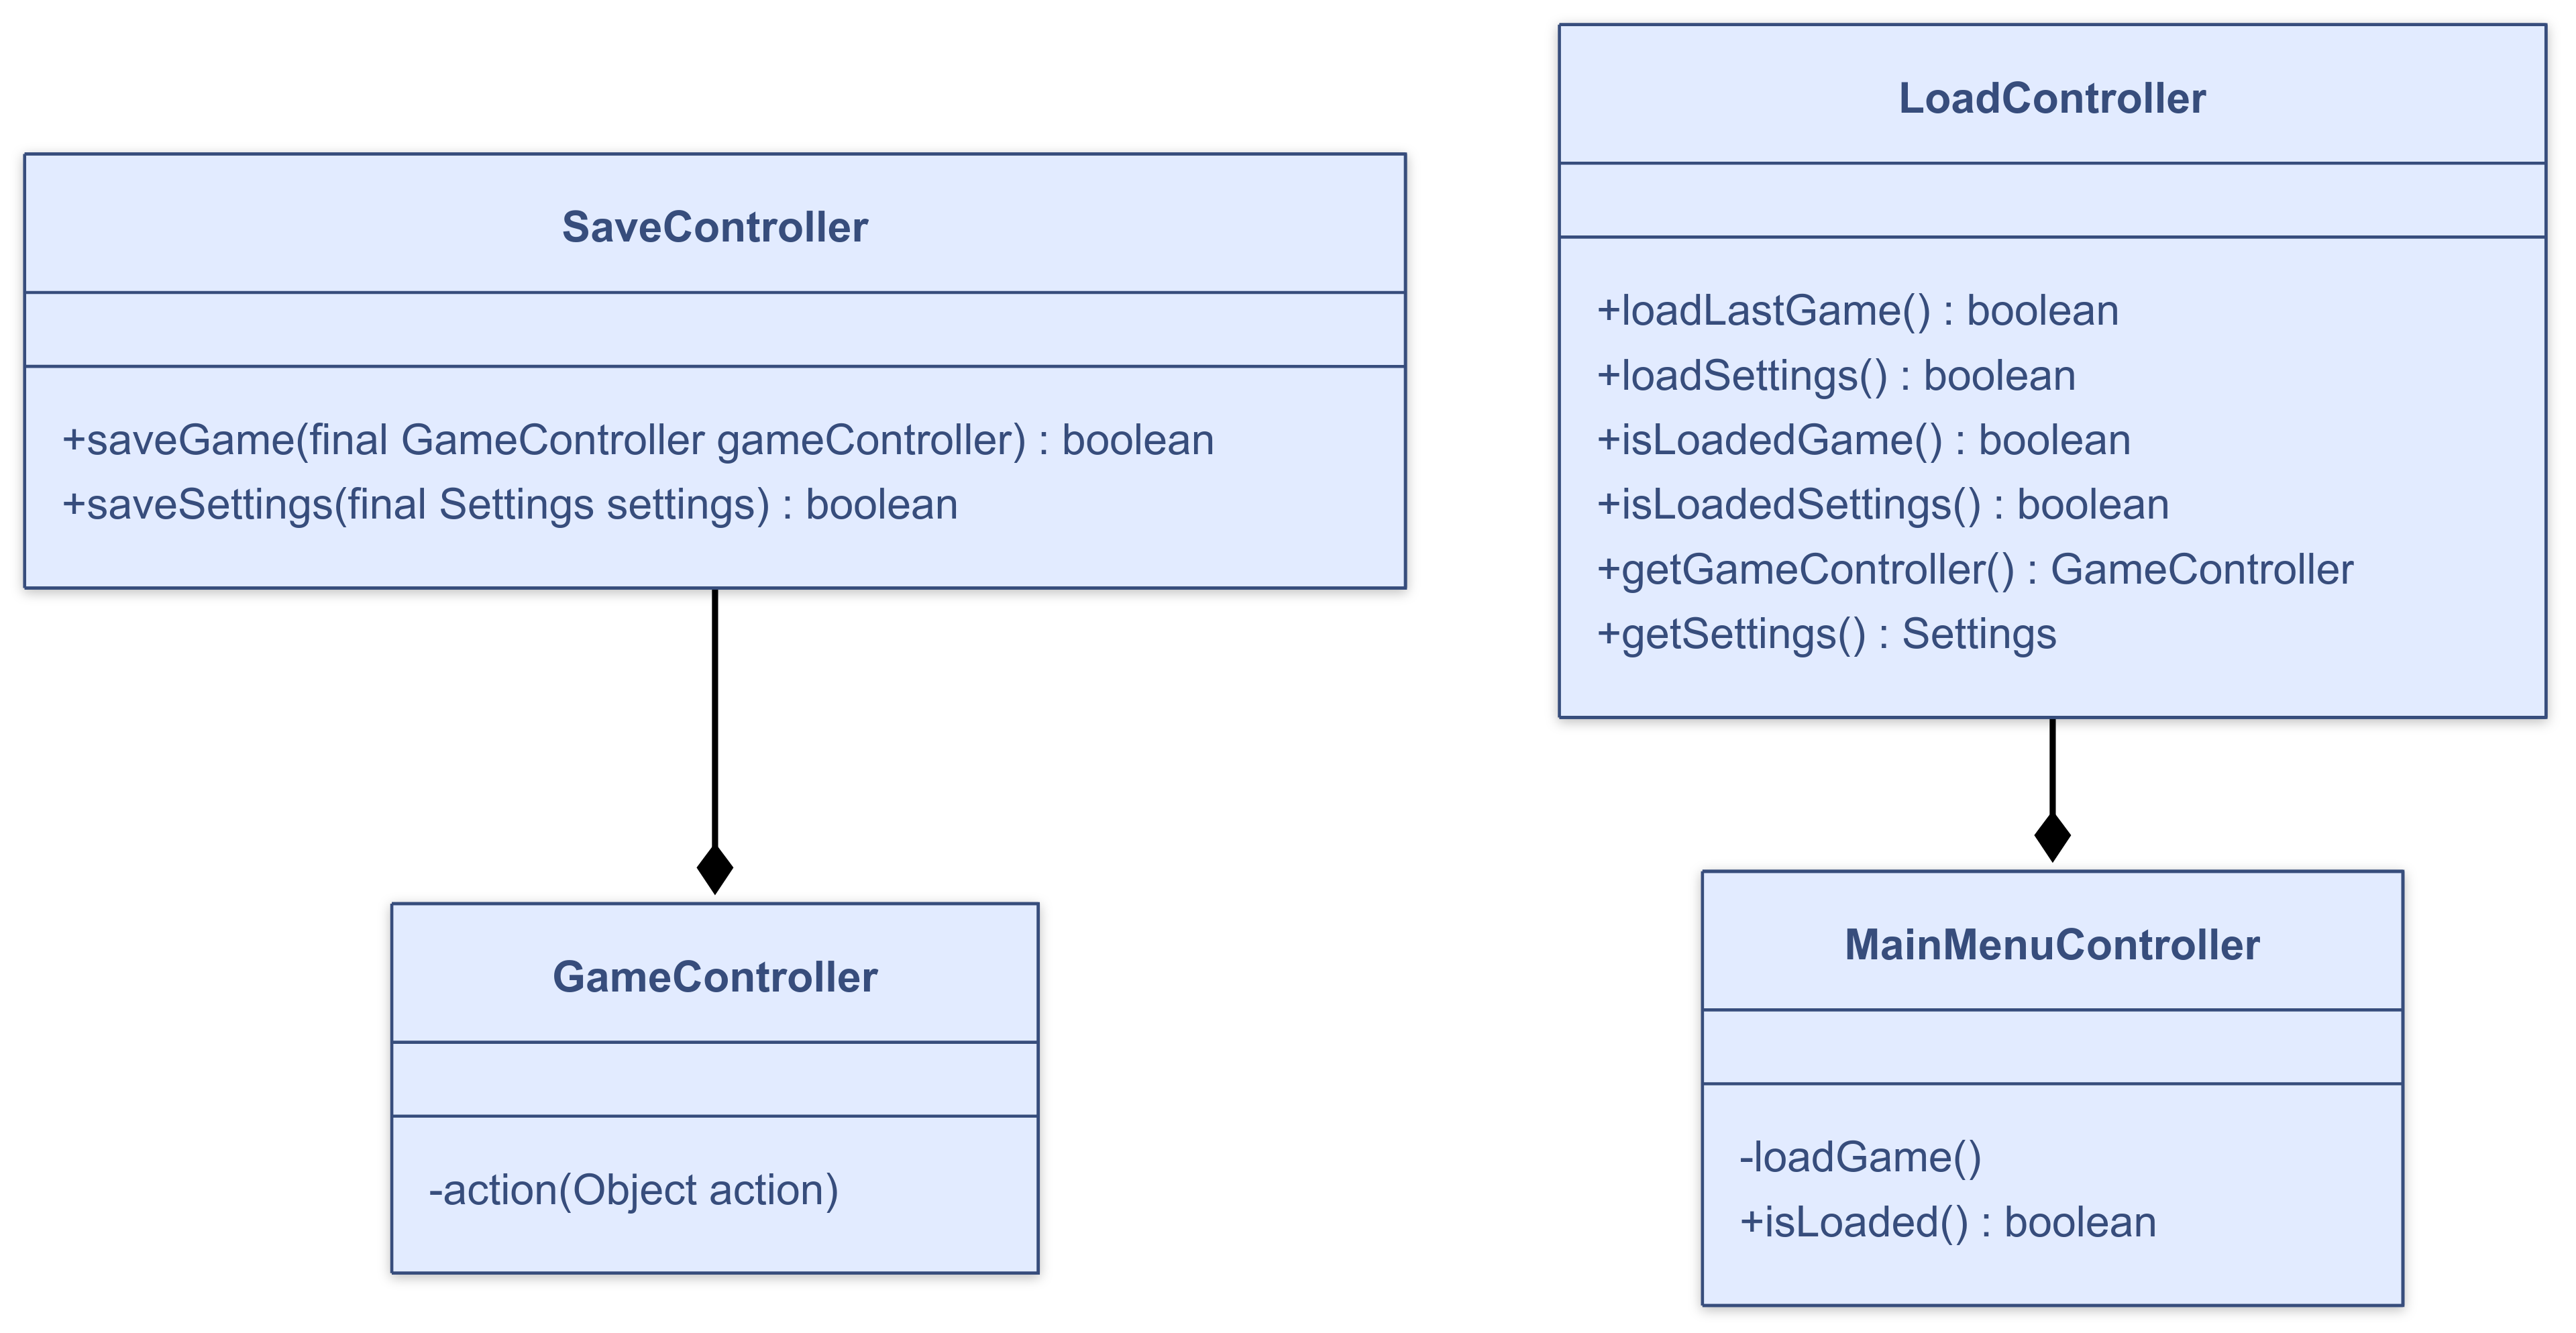 SaveController
+saveGame(final GameController gameController) : boolean
+saveSettings(final Settings settings) : boolean
LoadController
+loadLastGame() : boolean
+loadSettings() : boolean
+isLoadedGame() : boolean
+isLoadedSettings() : boolean
+getGameController() : GameController
+getSettings() : Settings
GameController
-action(Object action)
MainMenuController
-loadGame()
+isLoaded() : boolean